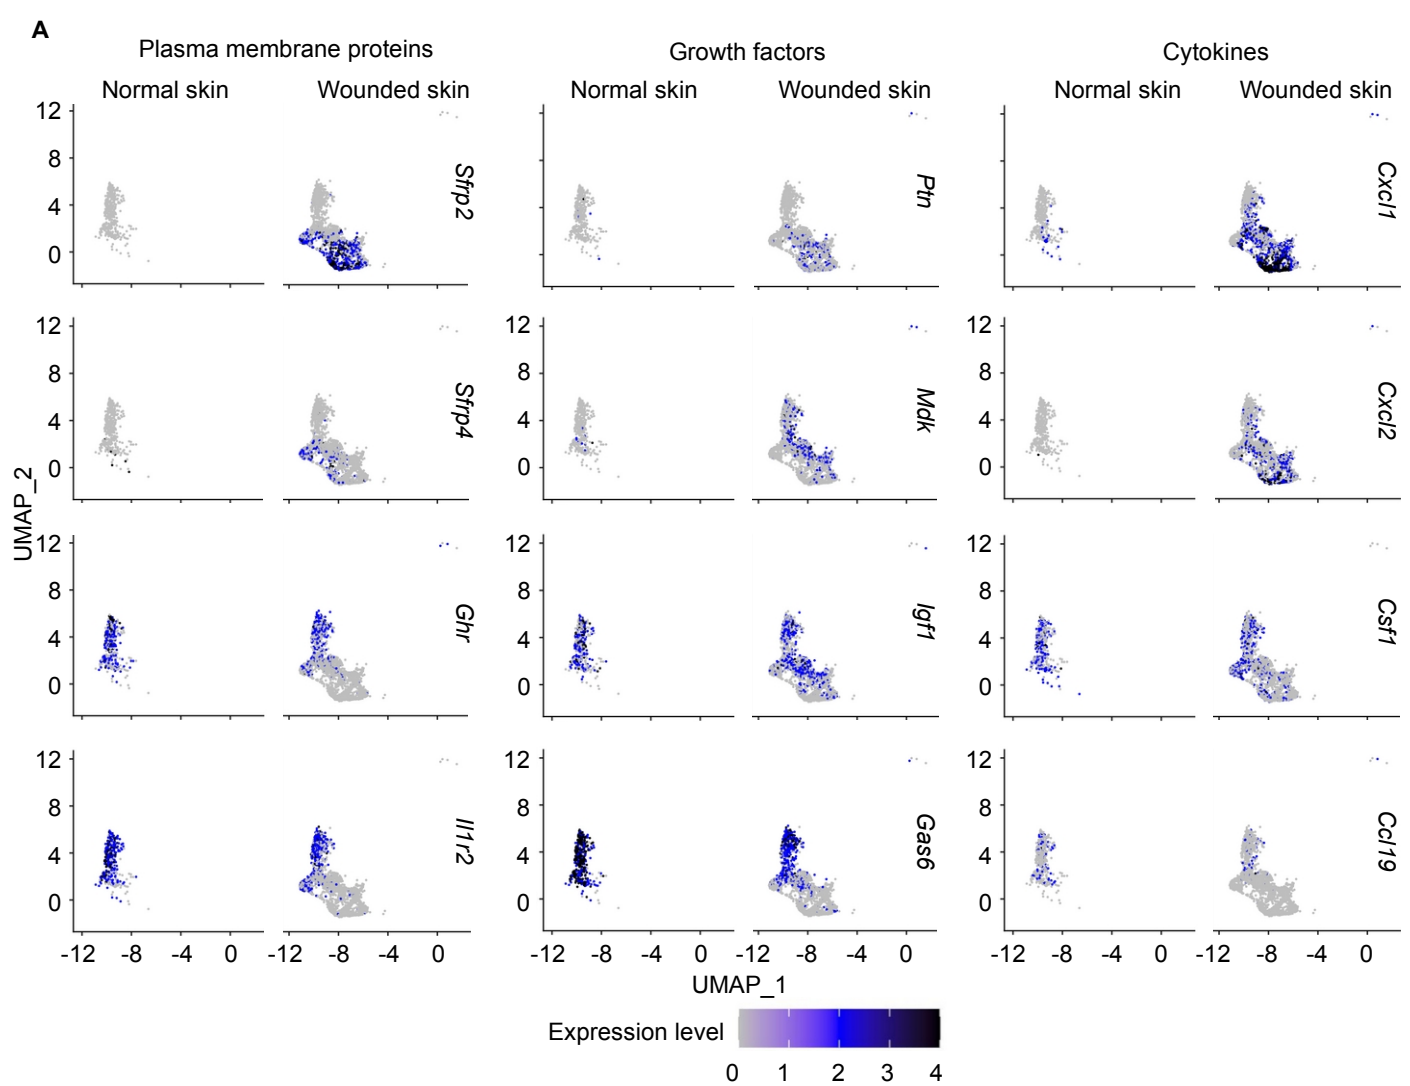 A
Plasma membrane proteins
Growth factors
Cytokines
Normal skin
Wounded skin
Normal skin
Wounded skin
Normal skin
Wounded skin
12
8
4
0
Sfrp2
Ptn
Cxcl1
12
8
4
0
Sfrp4
12
8
4
0
Mdk
12
8
4
0
Cxcl2
UMAP_2
12
8
4
0
Ghr
12
8
4
0
Igf1
12
8
4
0
Csf1
12
8
4
0
Il1r2
12
8
4
0
Gas6
12
8
4
0
Ccl19
-12 -8 -4 0 -12 -8 -4 0
-12 -8 -4 0 -12 -8 -4 0
-12 -8 -4 0 -12 -8 -4 0
UMAP_1
Expression level
0 1 2 3 4